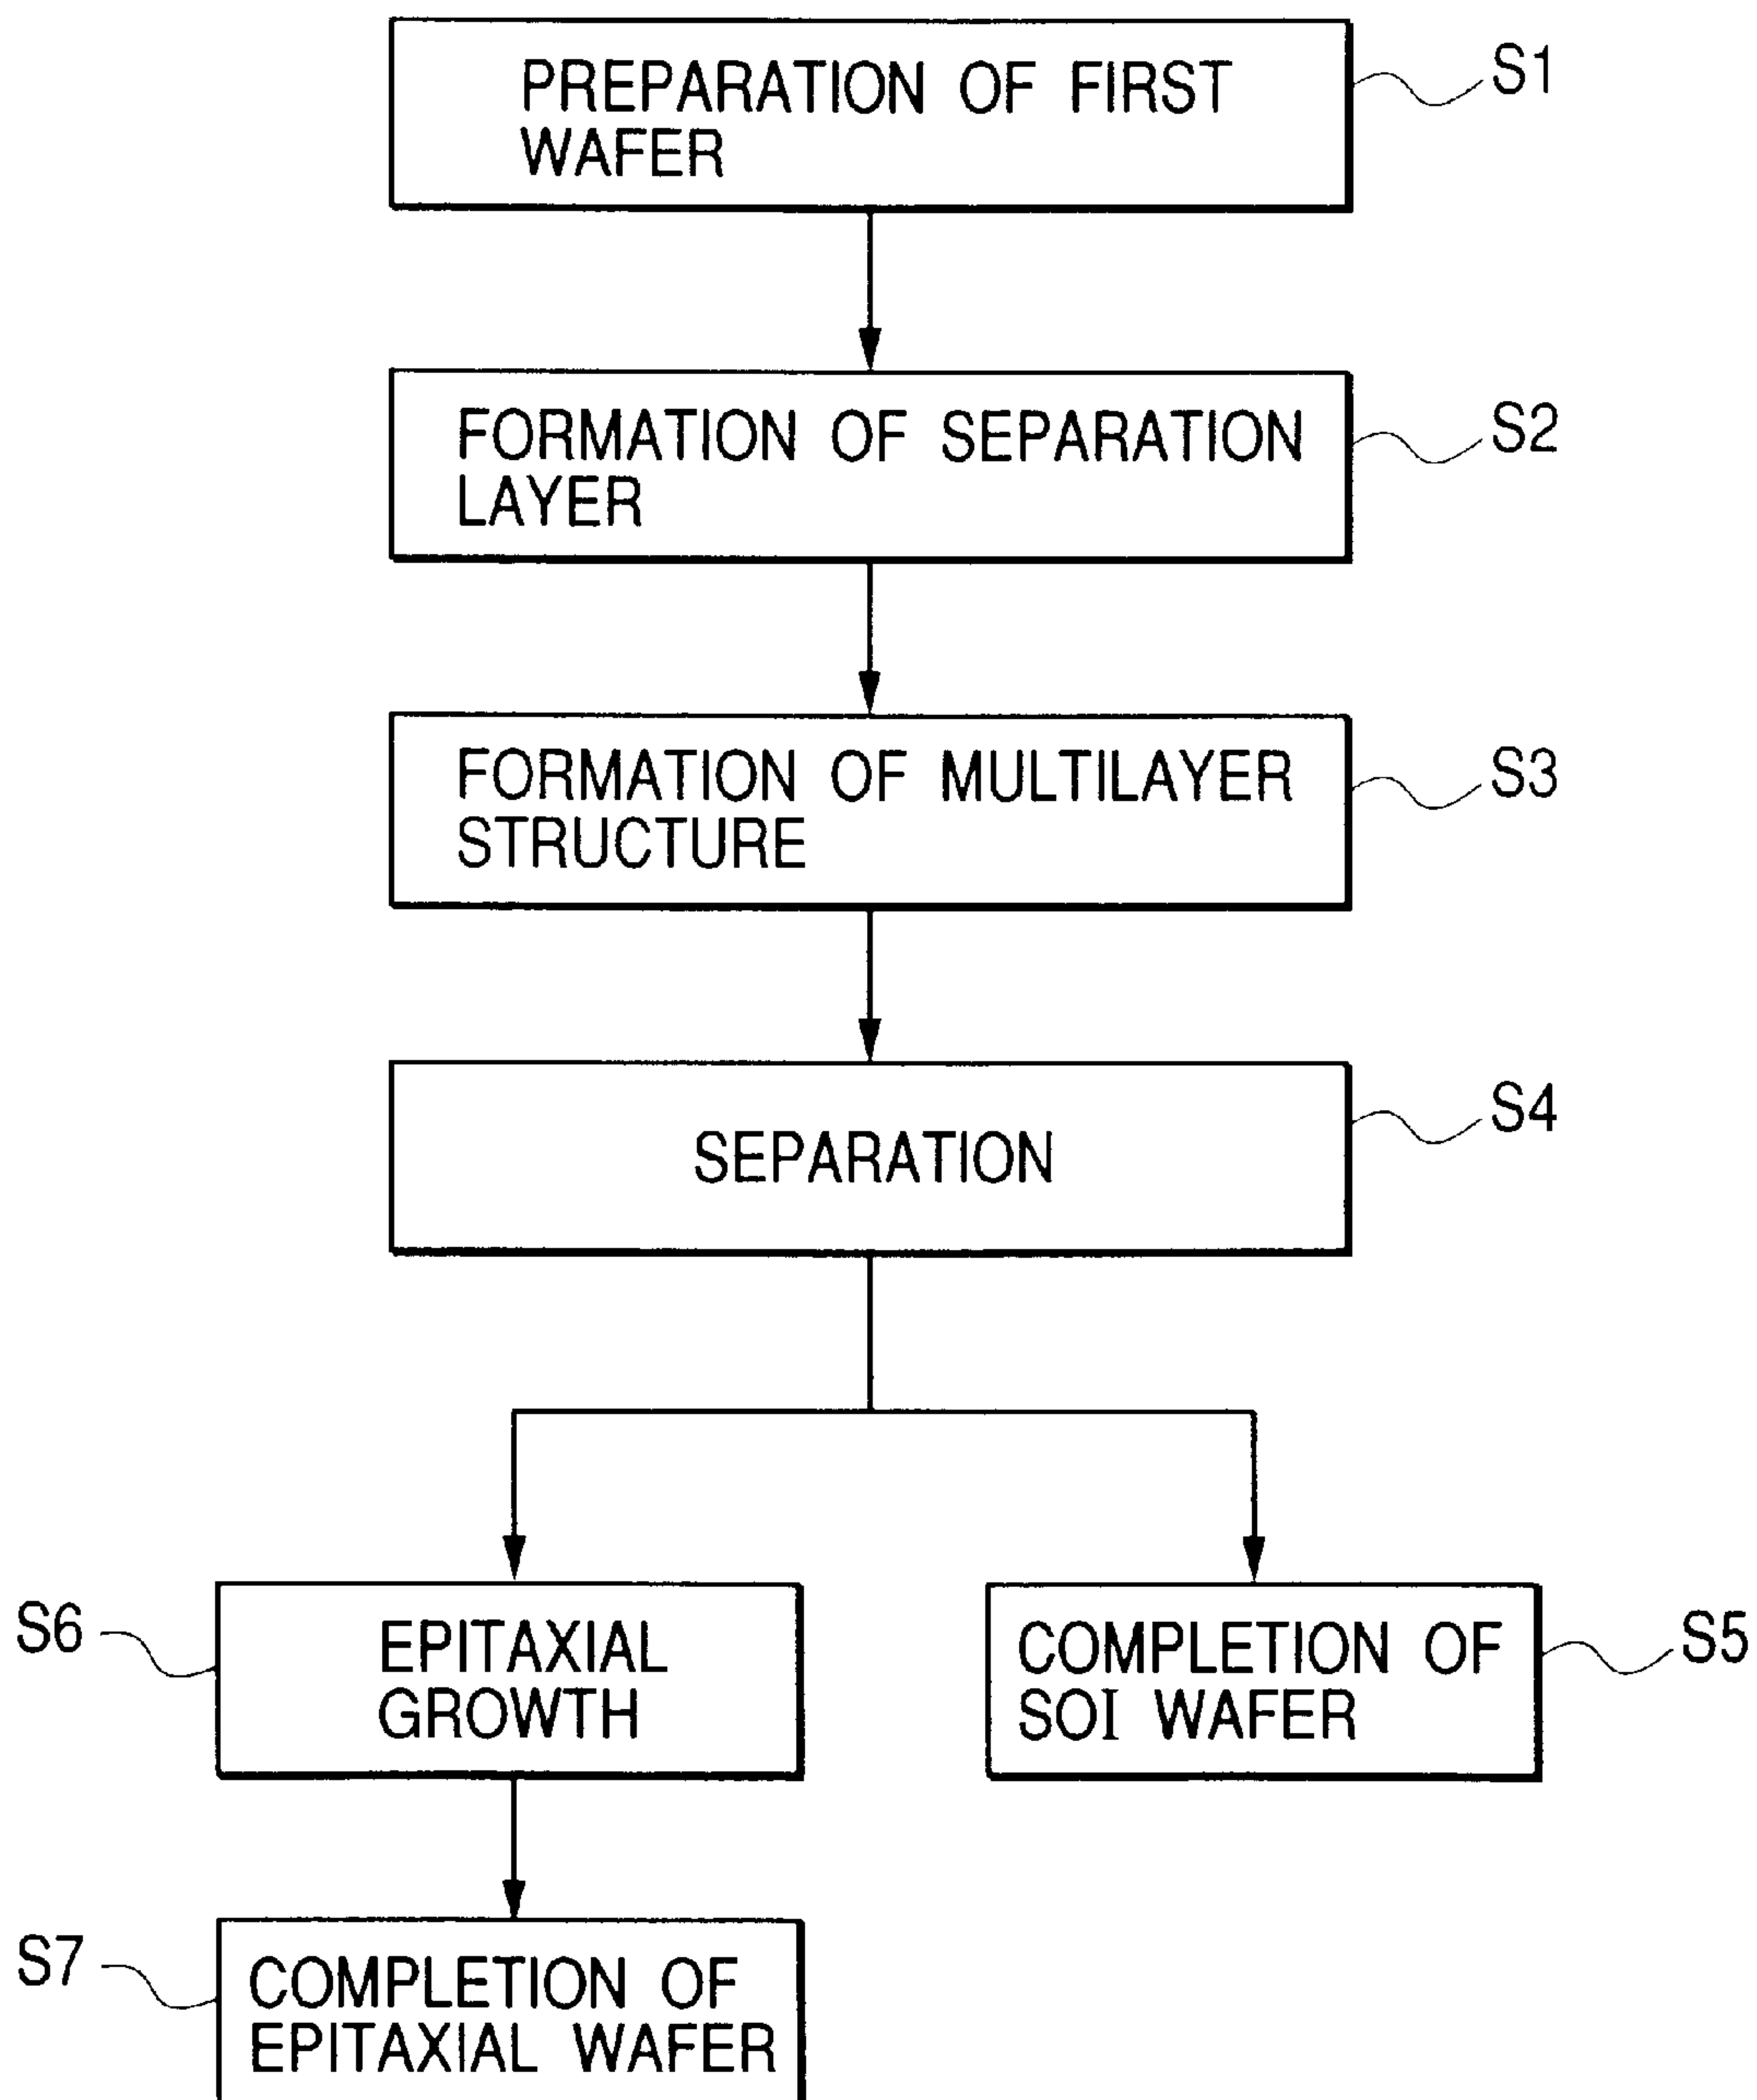 PREPARATION OF FIRST
WAFER
S1
FORMATION OF SEPARATION
LAYER
S2
FORMATION OF MULTILAYER
STRUCTURE
S3
SEPARATION
S4
S6
EPITAXIAL
GROWTH
COMPLETION OF
SOI WAFER
S5
S7
COMPLETION OF
EPITAXIAL WAFER